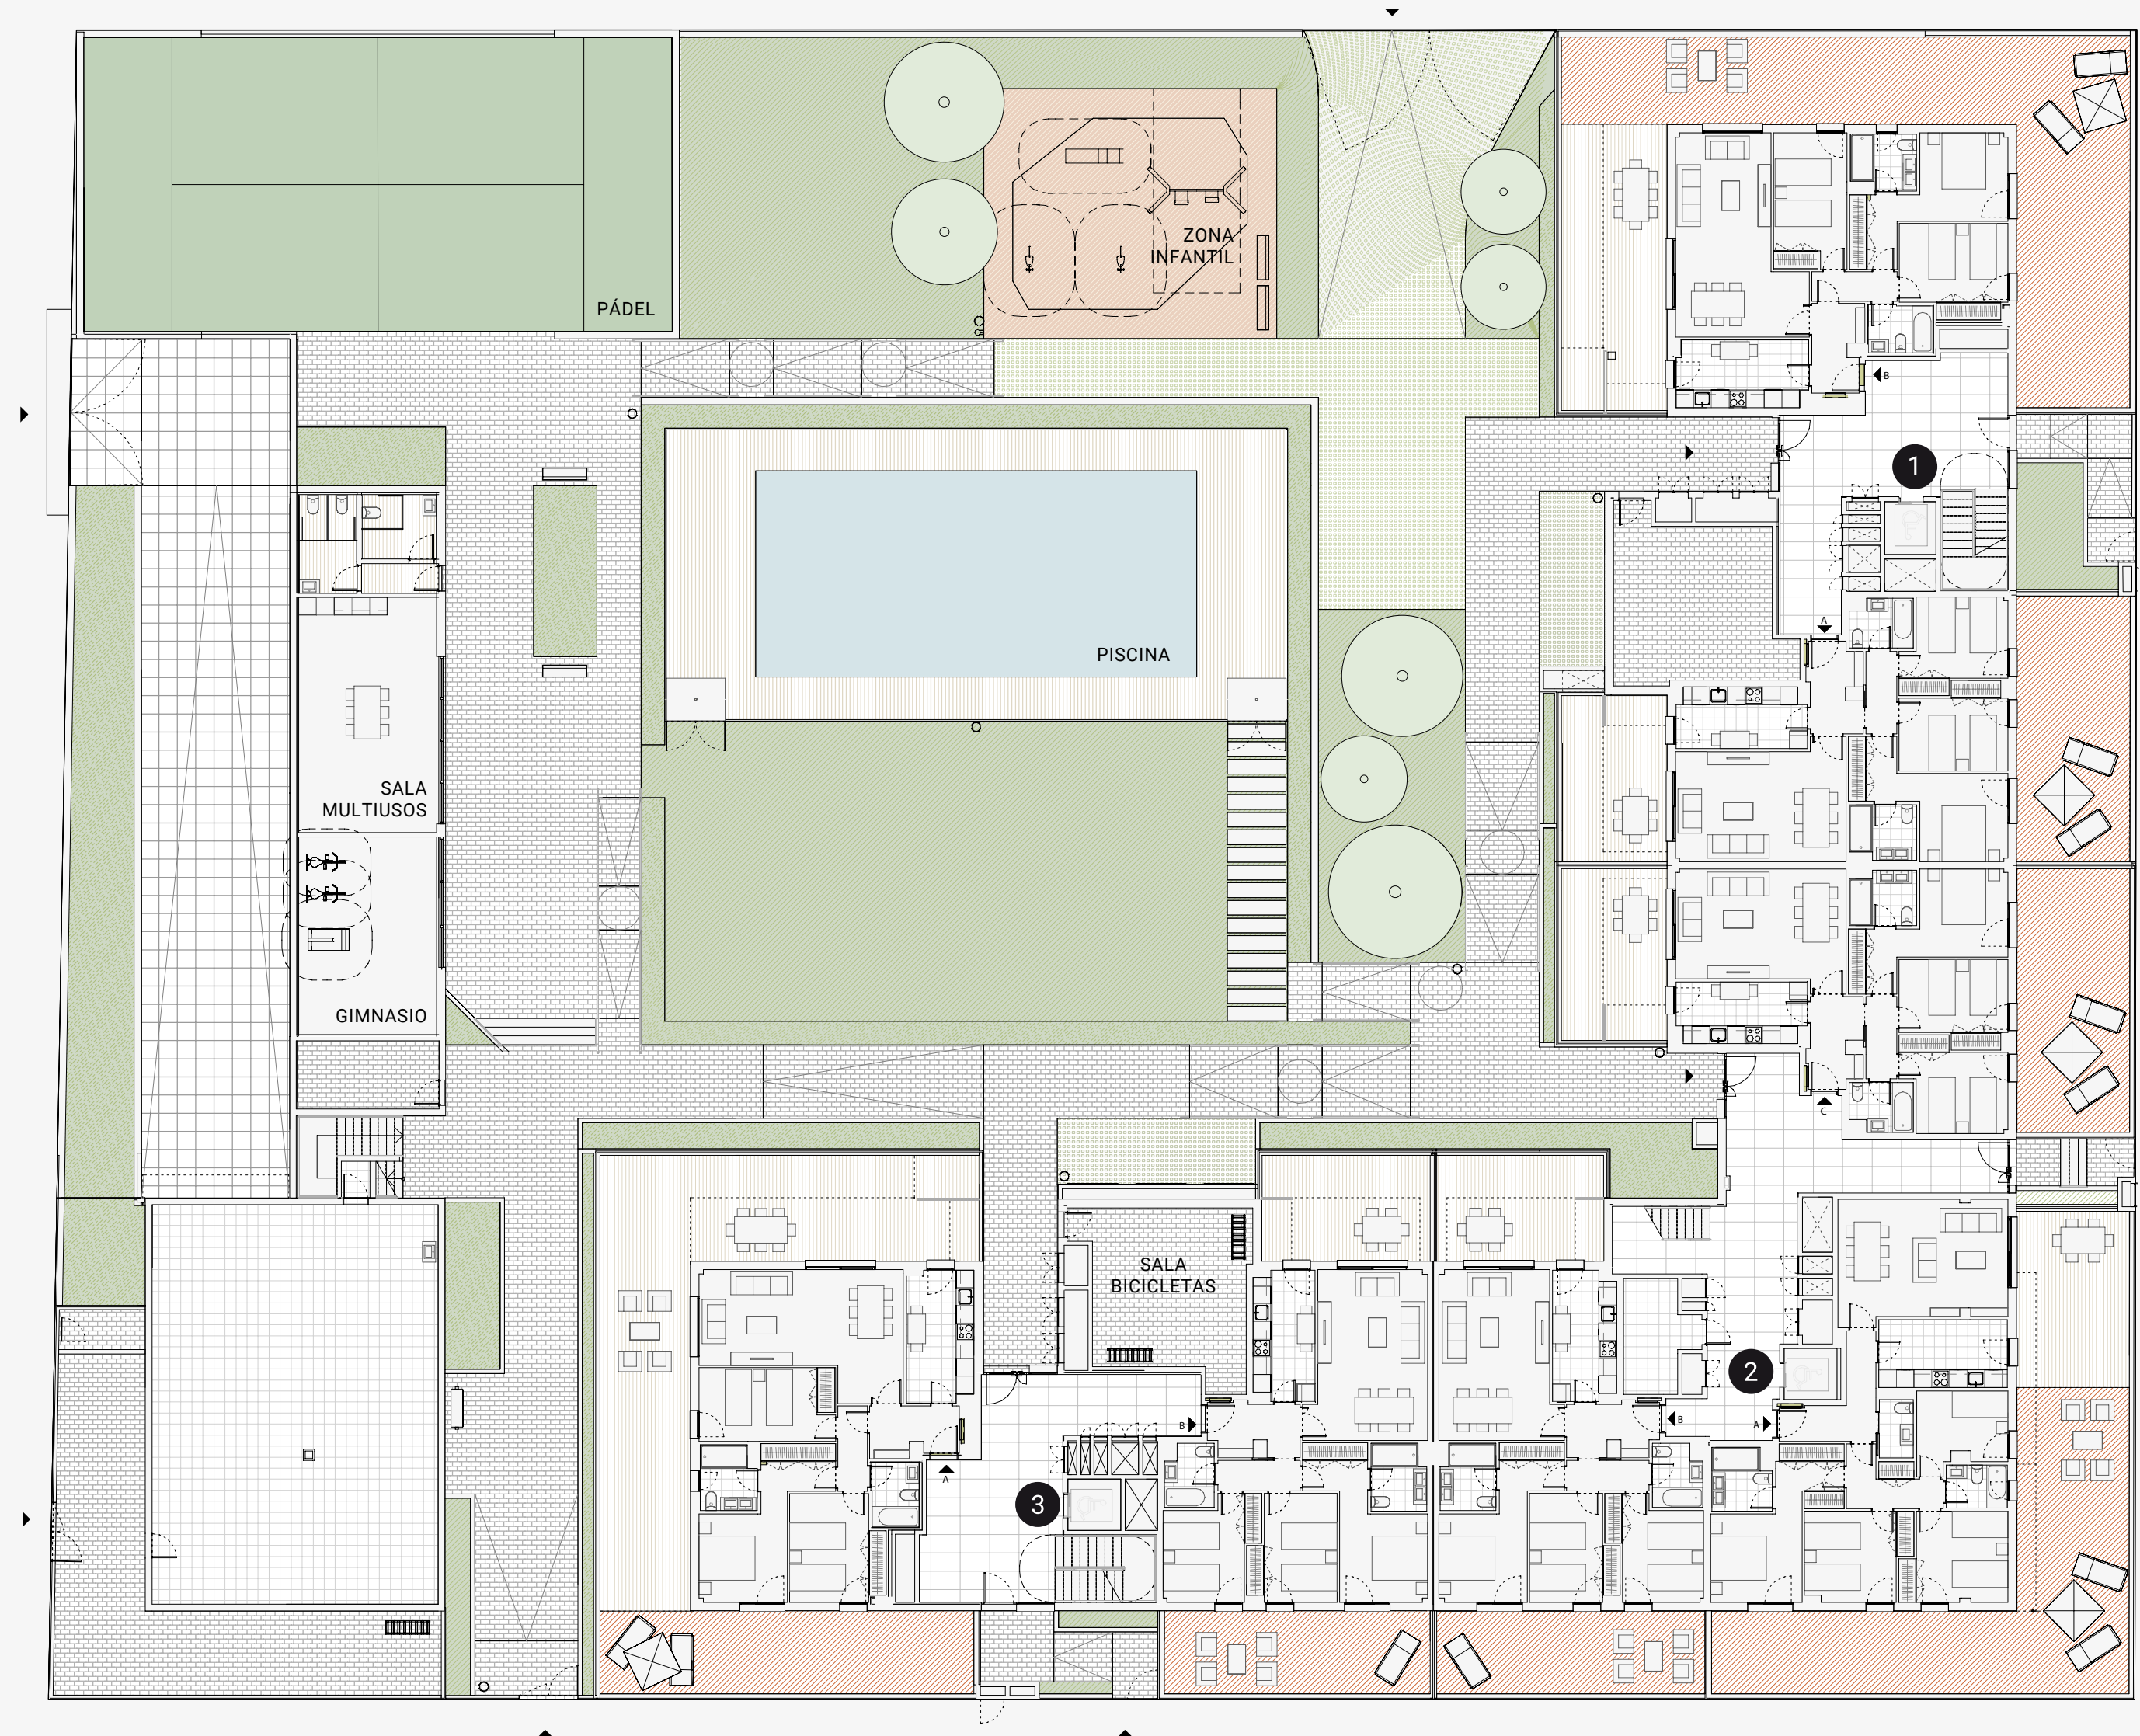 ZONA
INFANTIL
PÁDEL
B
1
A
PISCINA
SALA
MULTIUSOS
GIMNASIO
C
SALA
BICICLETAS
2
B
B
A
A
3